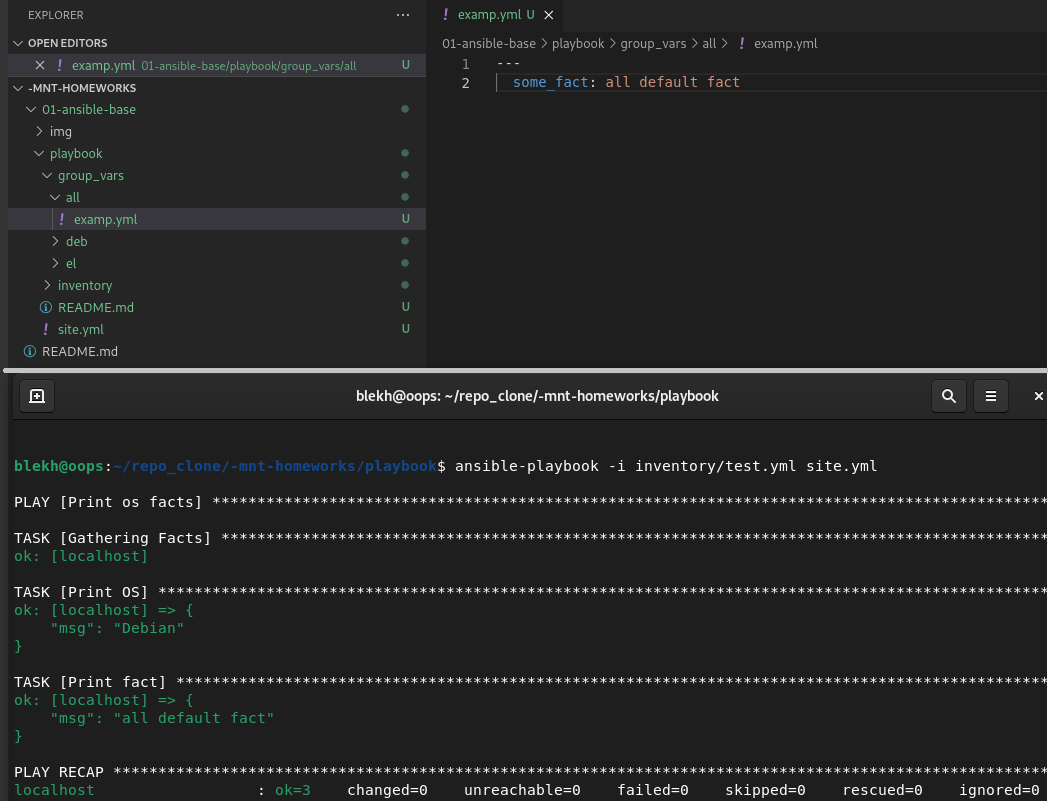 EXPLORER ···
OPEN EDITORS
examp.yml 01-ansible-base/playbook/group_vars/all U
-MNT-HOMEWORKS
01-ansible-base
img
playbook
group_vars
all
! examp.yml U
deb
el
inventory
README.md U
! site.yml U
README.md
! examp.yml U
01-ansible-base > playbook > group_vars > all > ! examp.yml
1 ---
2 some_fact: all default fact
blekh@oops: ~/repo_clone/-mnt-homeworks/playbook
blekh@oops:~/repo_clone/-mnt-homeworks/playbook$ ansible-playbook -i inventory/test.yml site.yml
PLAY [Print os facts] *********************************************************************************************
TASK [Gathering Facts] ********************************************************************************************
ok: [localhost]
TASK [Print OS] ***************************************************************************************************
ok: [localhost] => {
"msg": "Debian"
}
TASK [Print fact] *************************************************************************************************
ok: [localhost] => {
"msg": "all default fact"
}
PLAY RECAP ********************************************************************************************************
localhost : ok=3 changed=0 unreachable=0 failed=0 skipped=0 rescued=0 ignored=0